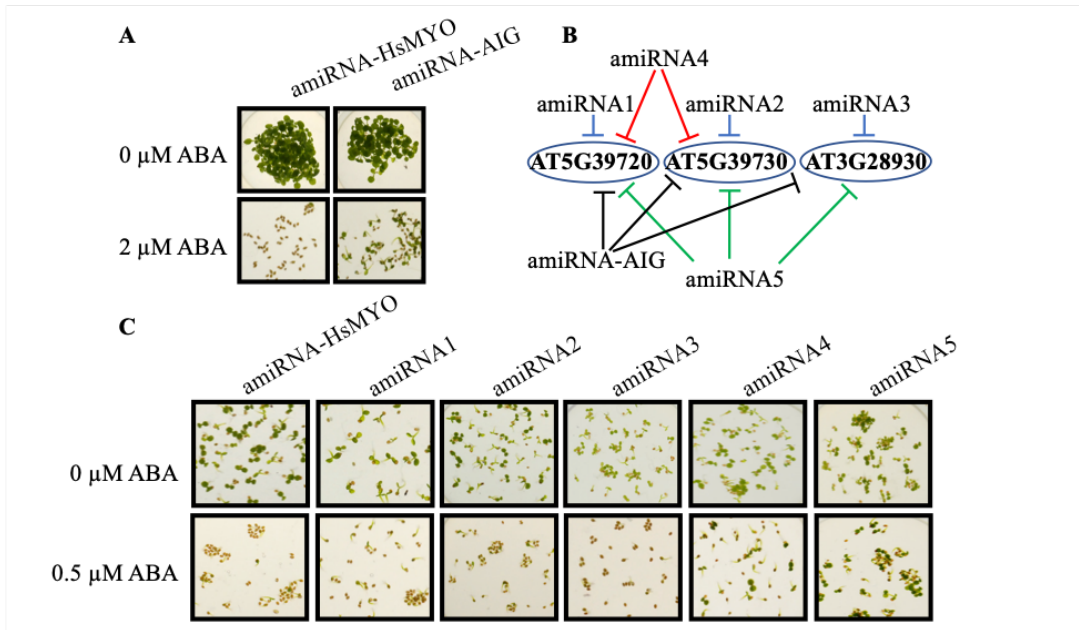 A
amiRNA-HsMYO
amiRNA-AIG
0 µM ABA
2 µM ABA
B
amiRNA4
amiRNA1
amiRNA2
amiRNA3
AT5G39720
AT5G39730
AT3G28930
amiRNA-AIG
amiRNA5
C
amiRNA-HsMYO
amiRNA1
amiRNA2
amiRNA3
amiRNA4
amiRNA5
0 µM ABA
0.5 µM ABA